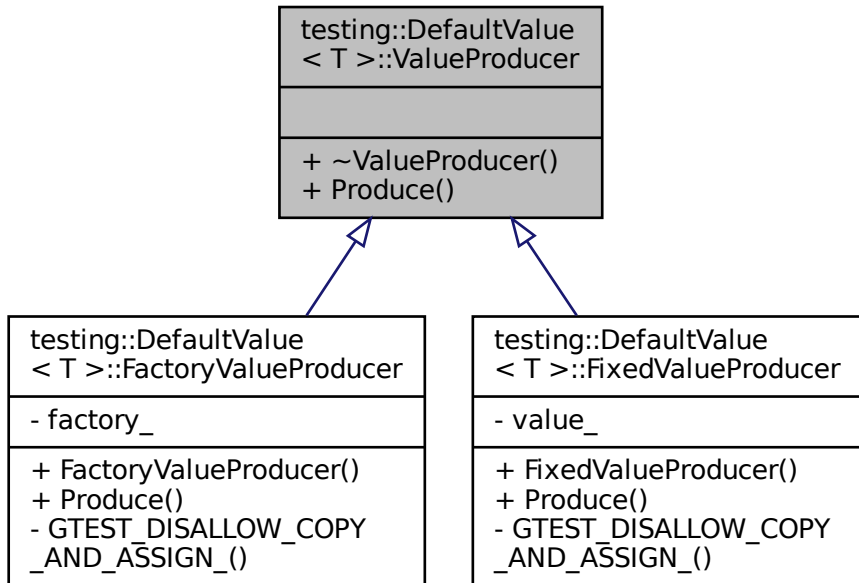 testing::DefaultValue
< T >::ValueProducer
+ ~ValueProducer()
+ Produce()
testing::DefaultValue
< T >::FactoryValueProducer
- factory_
+ FactoryValueProducer()
+ Produce()
- GTEST_DISALLOW_COPY
_AND_ASSIGN_()
testing::DefaultValue
< T >::FixedValueProducer
- value_
+ FixedValueProducer()
+ Produce()
- GTEST_DISALLOW_COPY
_AND_ASSIGN_()